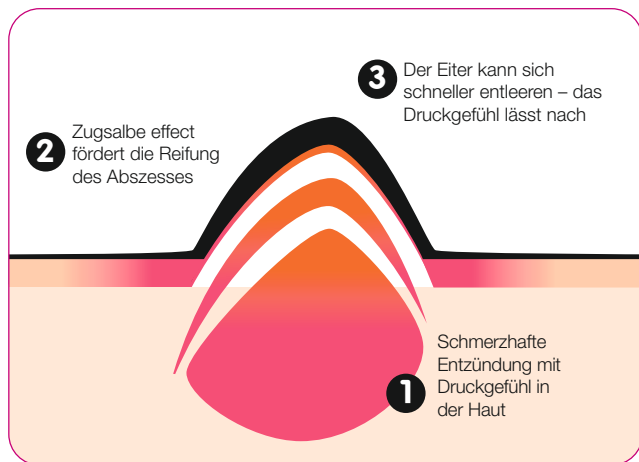 1 Schmerzhafte
Entzündung mit
Druckgefühl in
der Haut
2 Zugsalbe effect
fördert die Reifung
des Abszesses
3 Der Eiter kann sich
schneller entleeren – das
Druckgefühl lässt nach